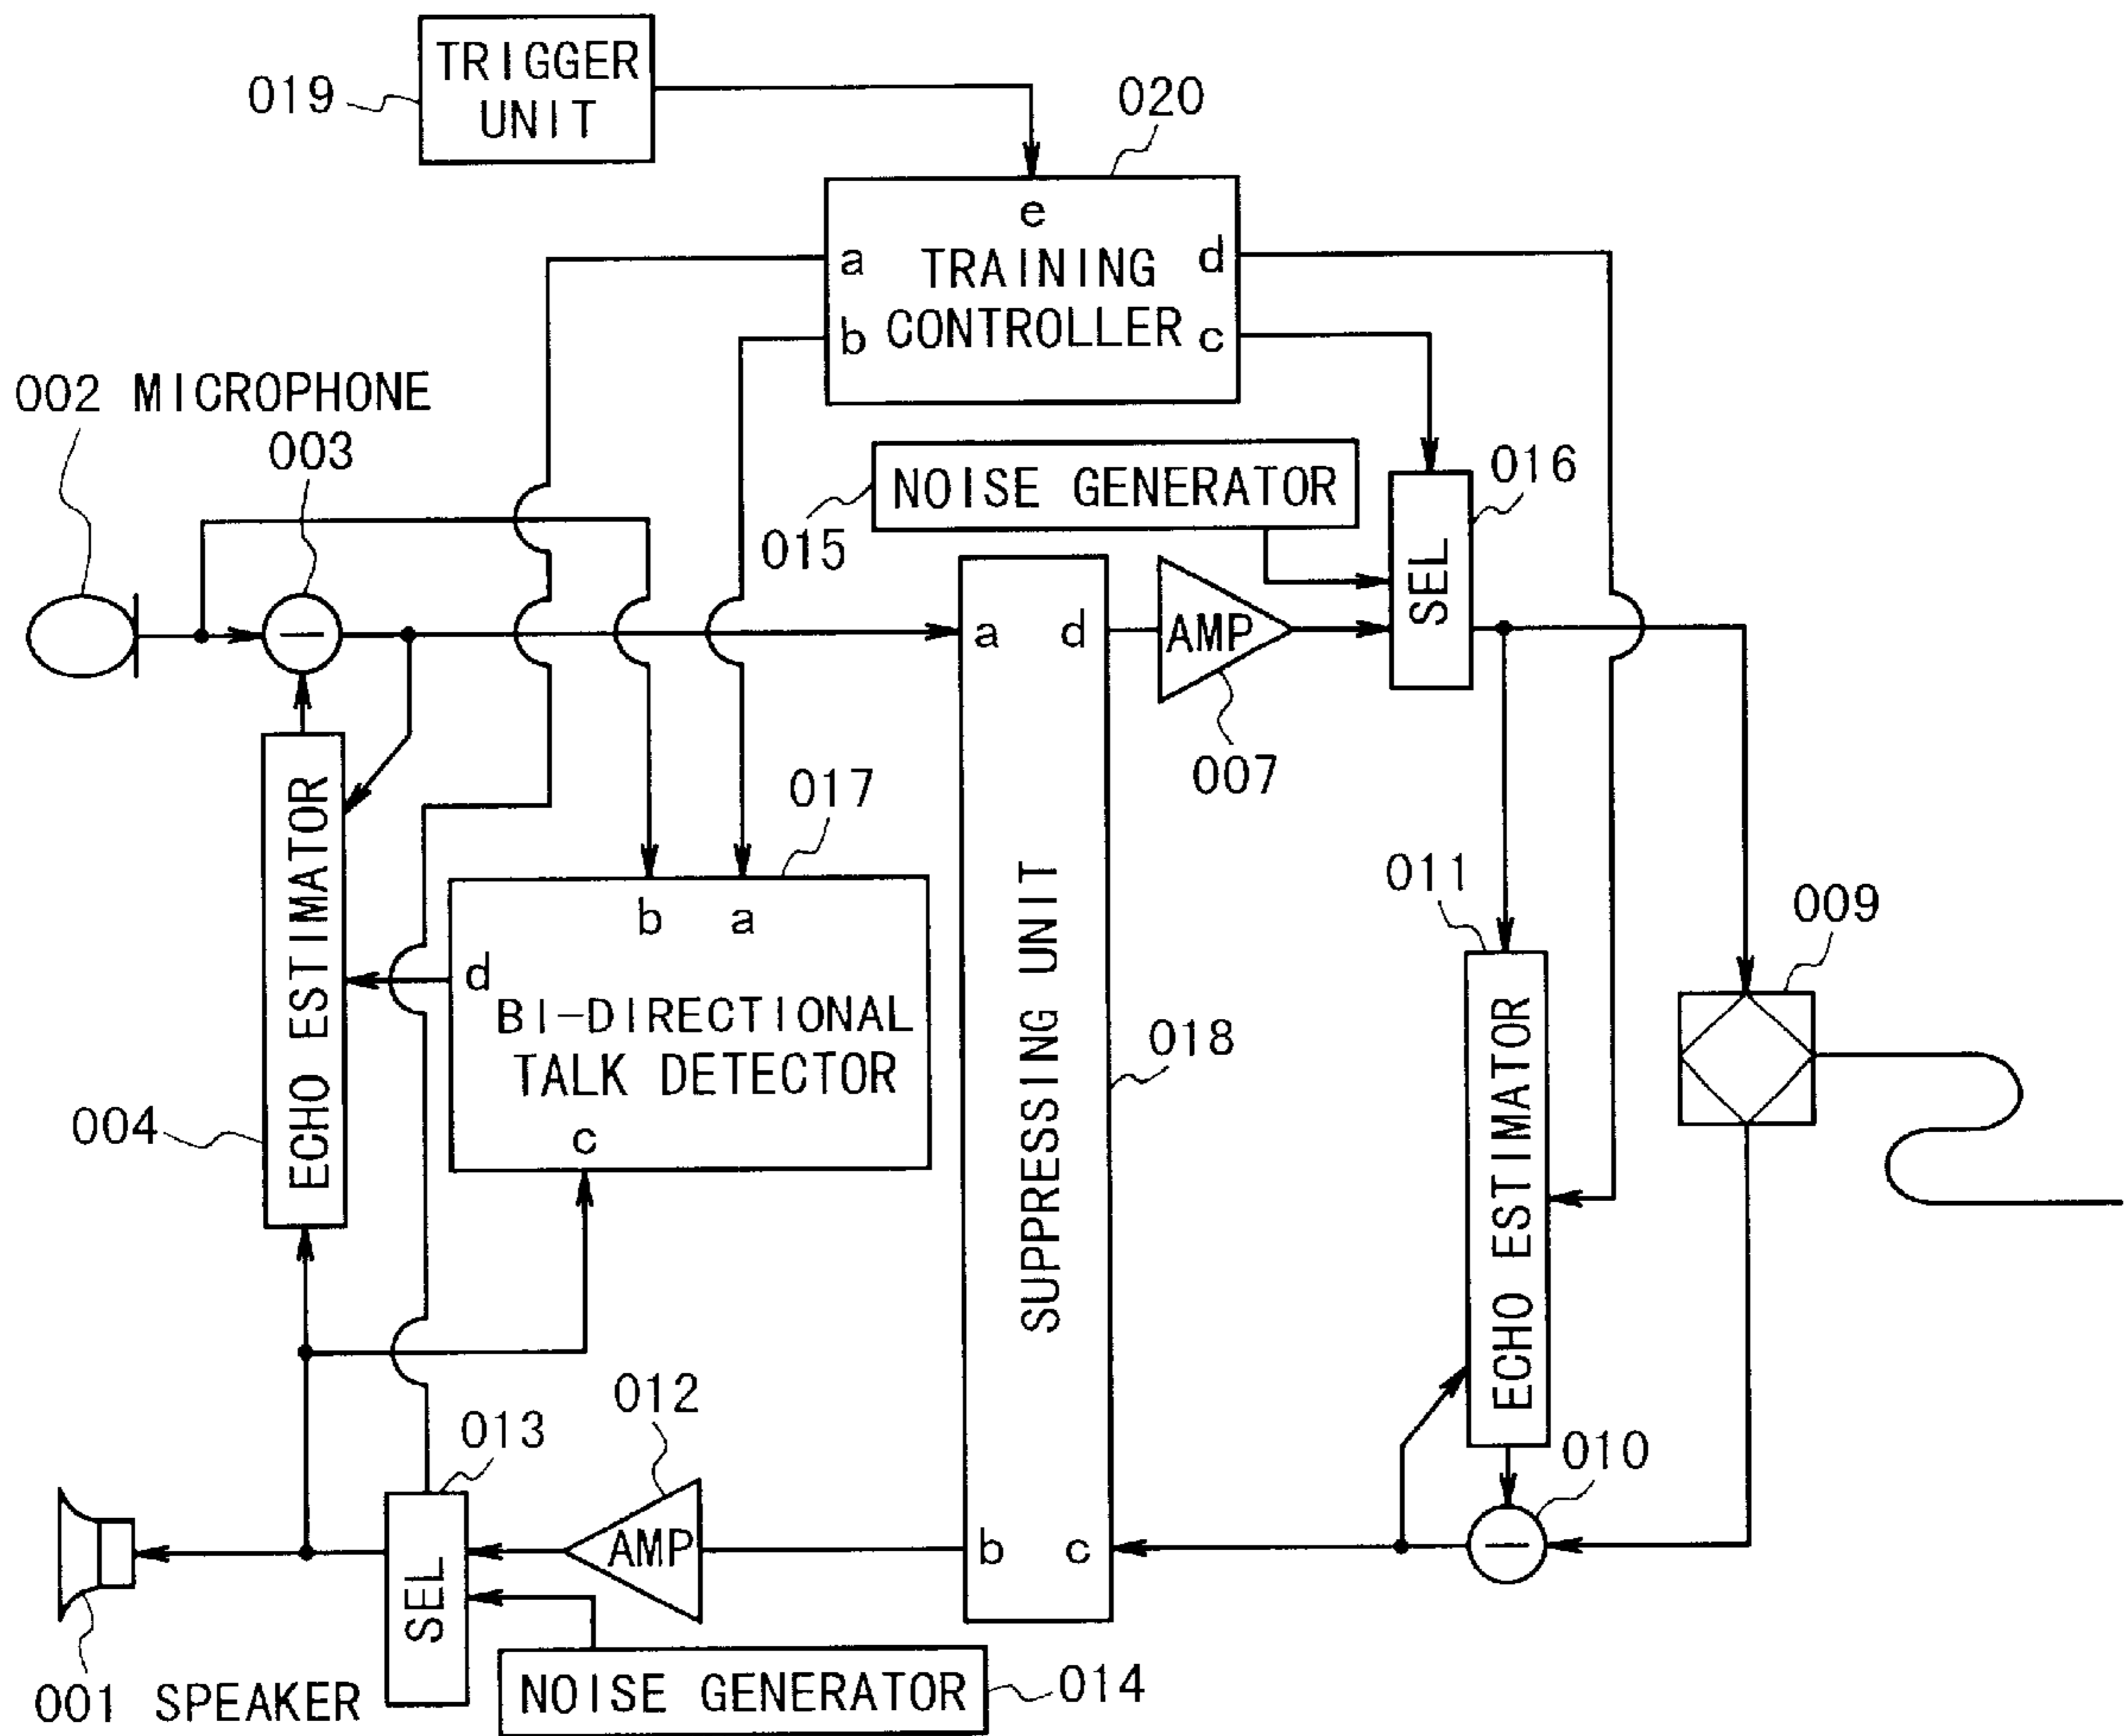 TRIGGER
UNIT
019
020
e
a
d
TRAINING
CONTROLLER
b
c
002 MICROPHONE
003
NOISE GENERATOR
015
016
SEL
a
d
AMP
007
ECHO ESTIMATOR
004
017
b
a
d
BI-DIRECTIONAL
TALK DETECTOR
c
SUPPRESSING UNIT
018
011
ECHO ESTIMATOR
009
010
012
013
AMP
b
c
SEL
001 SPEAKER
NOISE GENERATOR
014